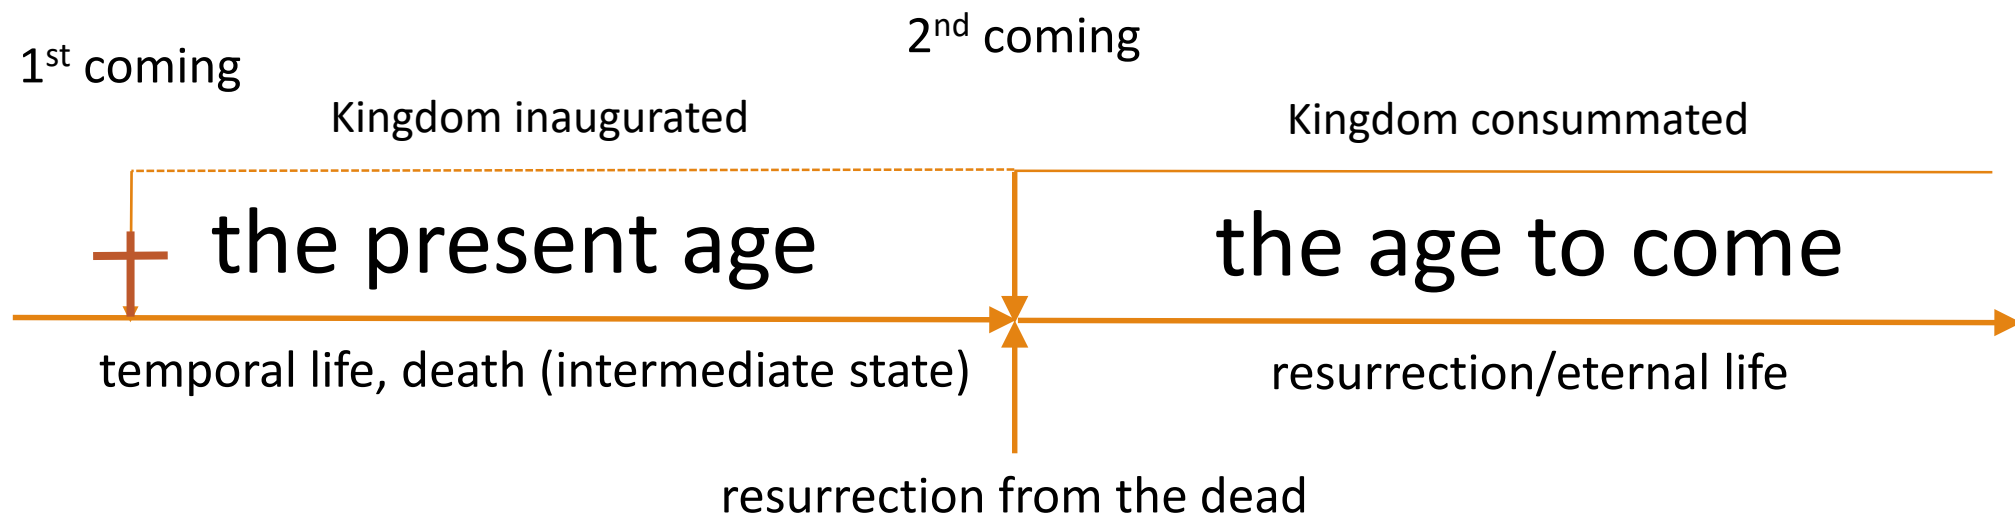 1st coming
2nd coming
Kingdom inaugurated
Kingdom consummated
the present age
the age to come
temporal life, death (intermediate state)
resurrection/eternal life
resurrection from the dead